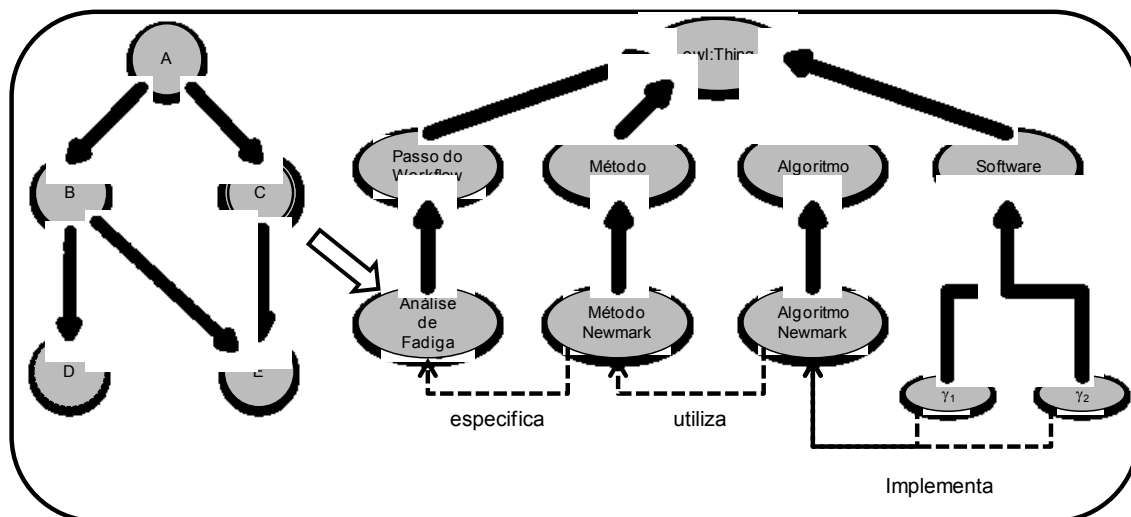 A
owl:Thing
Passo do
Workflow
Método
Algoritmo
Software
B
C
Análise
de
Fadiga
Método
Newmark
Algoritmo
Newmark
D
E
γ1
γ2
especifica
utiliza
Implementa